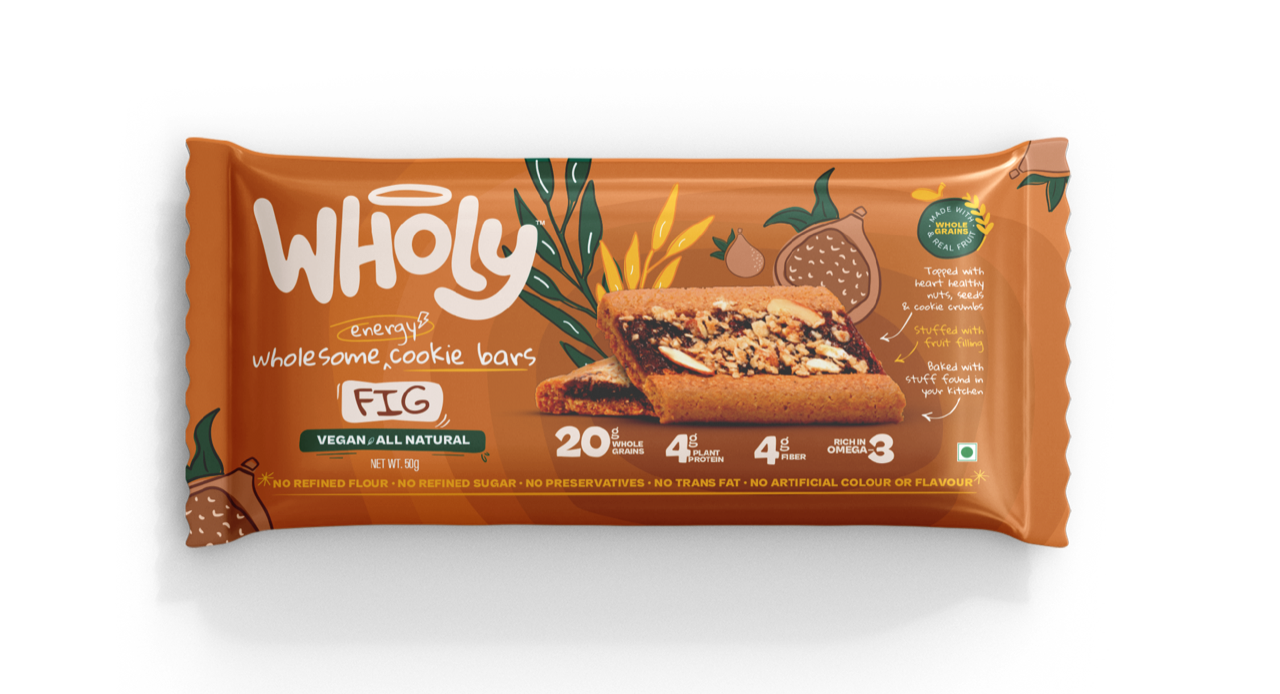 WHOLY™
energy
wholesome, cookie bars
FIG
VEGAN ALL NATURAL
NET WT. 50g
MADE WITH
WHOLE
GRAINS
& REAL FRUIT
Topped with
heart healthy
nuts, seeds
& cookie crumbs
Stuffed with
fruit filling
Baked with
stuff found in
your kitchen
20g WHOLE
GRAINS
4g PLANT
PROTEIN
4g FIBER
RICH IN
OMEGA-3
*NO REFINED FLOUR · NO REFINED SUGAR · NO PRESERVATIVES · NO TRANS FAT · NO ARTIFICIAL COLOUR OR FLAVOUR*